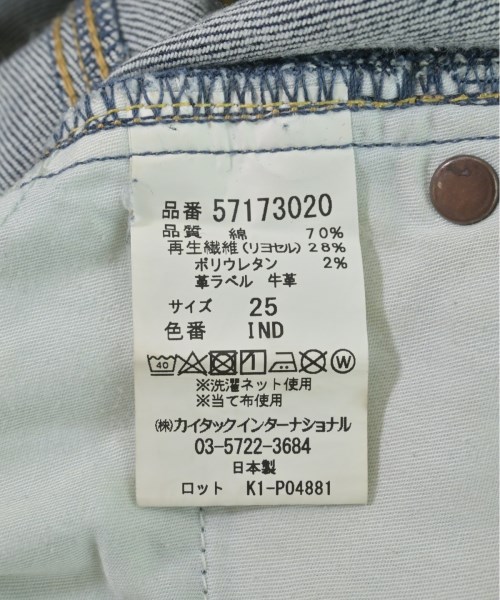 品番 57173020
品質 綿 70%
再生繊維(リヨセル) 28%
ポリウレタン 2%
革ラベル 牛革
サイズ 25
色番 IND
40 1 W
※洗濯ネット使用
※当て布使用
㈱カイタックインターナショナル
03-5722-3684
日本製
ロット K1-P04881